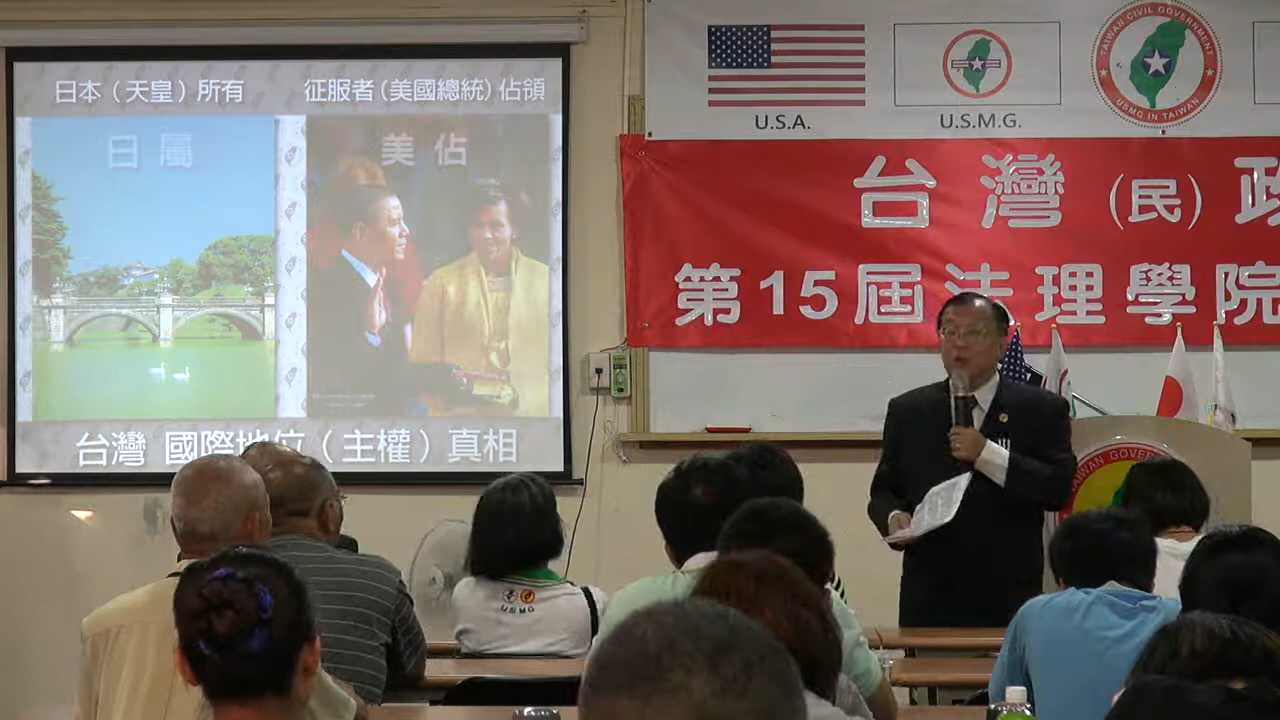 日本（天皇）所有
征服者（美國總統）佔領
日屬
美佔
台灣 國際地位（主權）真相
U.S.A.
U.S.M.G.
TAIWAN CIVIL GOVERNMENT
USMG IN TAIWAN
台灣（民）政
第15屆法理學院
TAIWAN GOVER
USMG